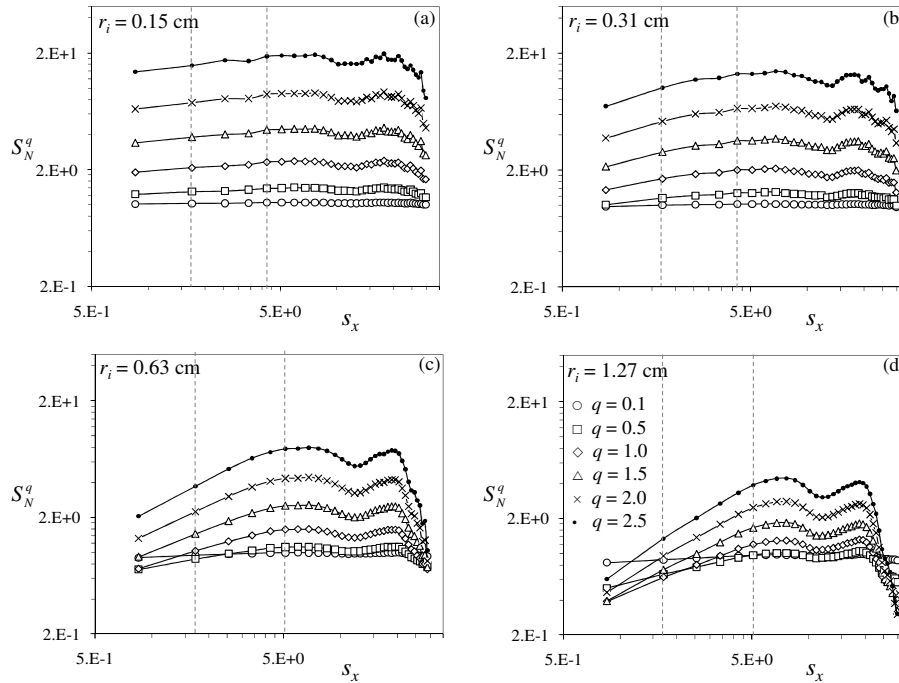 r_i = 0.15 cm
(a)
2.E+1
2.E+0
2.E-1
S_N^q
5.E-1
5.E+0
s_x
r_i = 0.31 cm
(b)
2.E+1
2.E+0
2.E-1
S_N^q
5.E-1
5.E+0
s_x
r_i = 0.63 cm
(c)
2.E+1
2.E+0
2.E-1
S_N^q
5.E-1
5.E+0
s_x
r_i = 1.27 cm
(d)
2.E+1
2.E+0
2.E-1
S_N^q
q = 0.1
q = 0.5
q = 1.0
q = 1.5
q = 2.0
q = 2.5
5.E-1
5.E+0
s_x